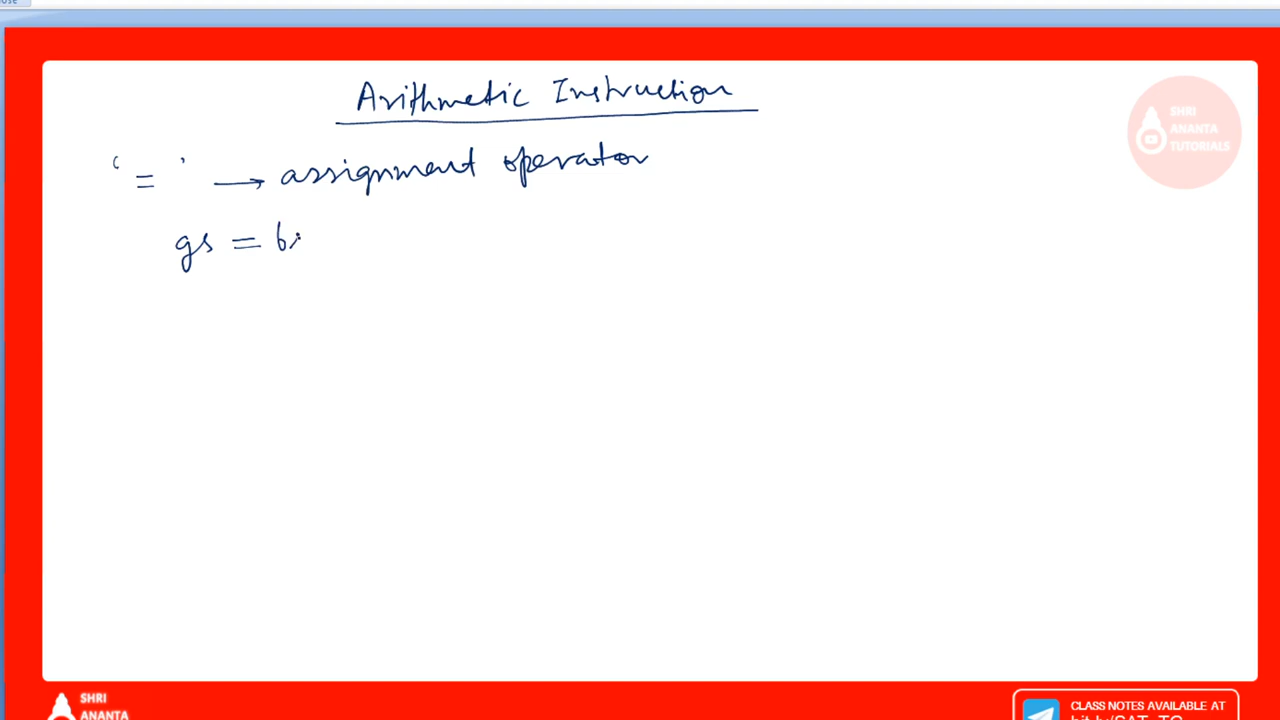 Arithmetic Instruction
SHRI
ANANTA
TUTORIALS
'=' → assignment operator
gs =
SHRI
ANANTA
CLASS NOTES AVAILABLE AT